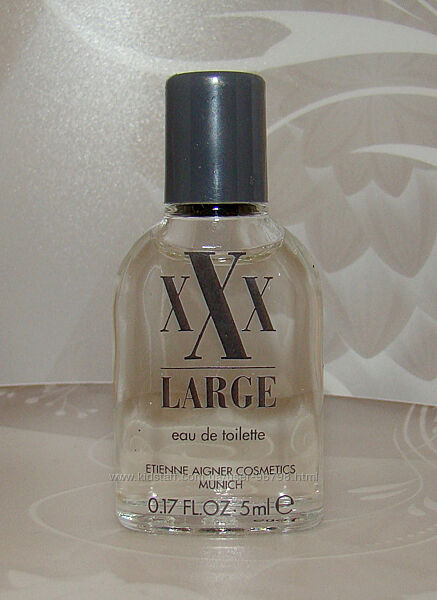 XXX
LARGE
eau de toilette
ETIENNE AIGNER COSMETICS
MUNICH
0.17 FL.OZ 5ml e